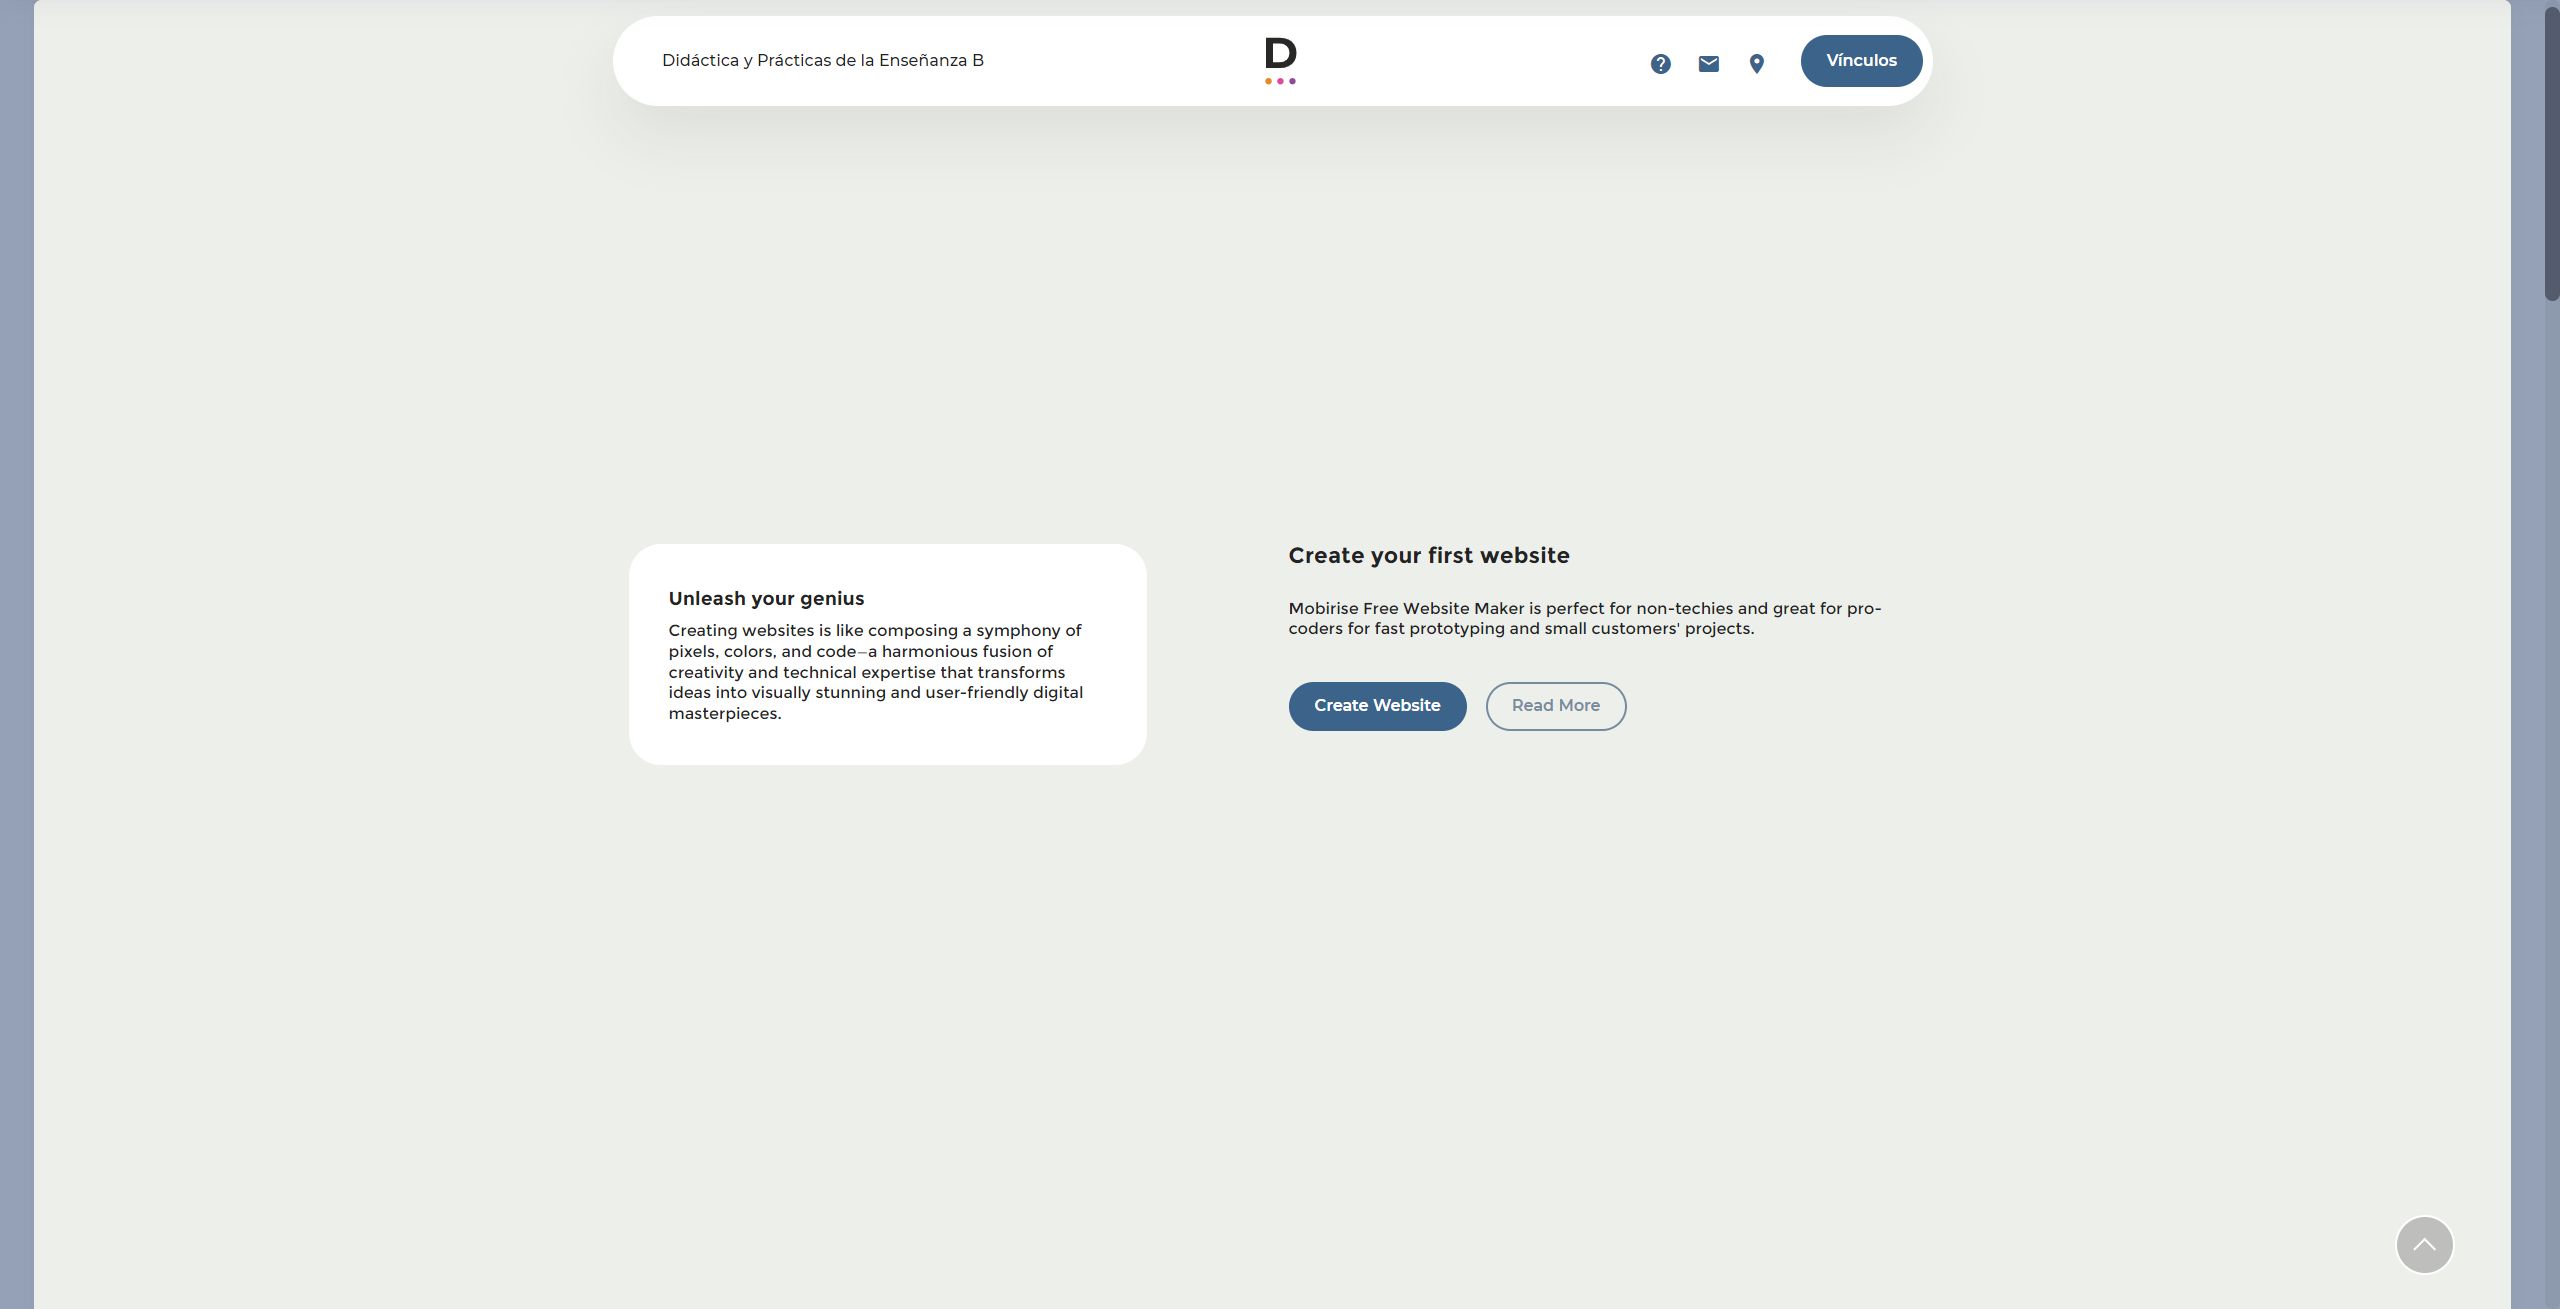 Didáctica y Prácticas de la Enseñanza B
D
Vínculos
Unleash your genius
Creating websites is like composing a symphony of
pixels, colors, and code—a harmonious fusion of
creativity and technical expertise that transforms
ideas into visually stunning and user-friendly digital
masterpieces.
Create your first website
Mobirise Free Website Maker is perfect for non-techies and great for pro-
coders for fast prototyping and small customers' projects.
Create Website
Read More